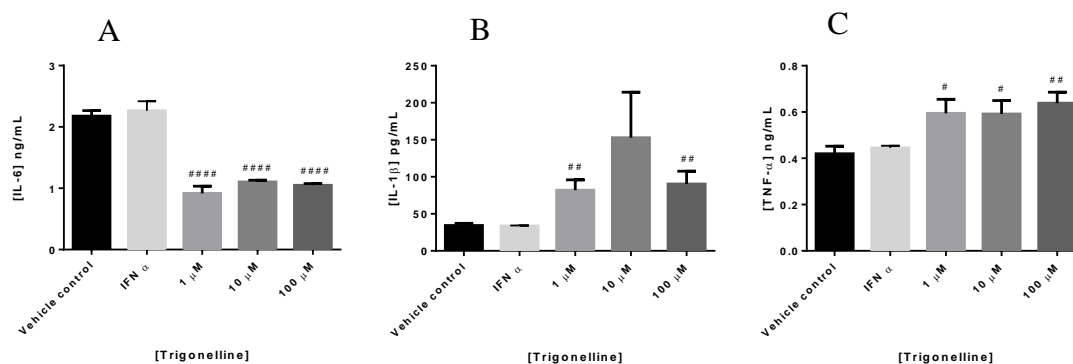 A
[IL-6] ng/mL
3
2
1
0
####
####
####
Vehicle control
IFN α
1 μM
10 μM
100 μM
[Trigonelline]
B
[IL-1β] pg/mL
250
200
150
100
50
0
##
##
Vehicle control
IFN α
1 μM
10 μM
100 μM
[Trigonelline]
C
[TNF-α] ng/mL
0.8
0.6
0.4
0.2
0.0
#
#
##
Vehicle control
IFN α
1 μM
10 μM
100 μM
[Trigonelline]